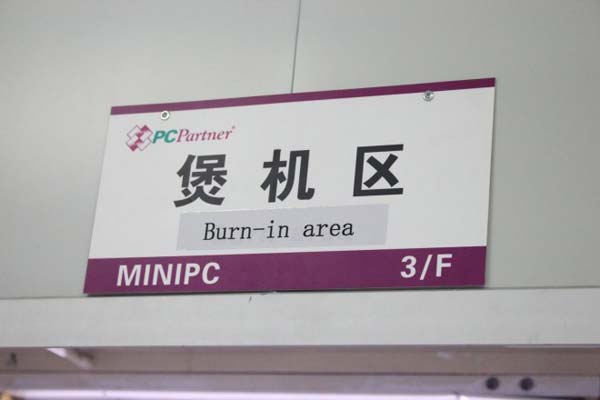 PCPartner®
煲机区
Burn-in area
MINIPC 3/F